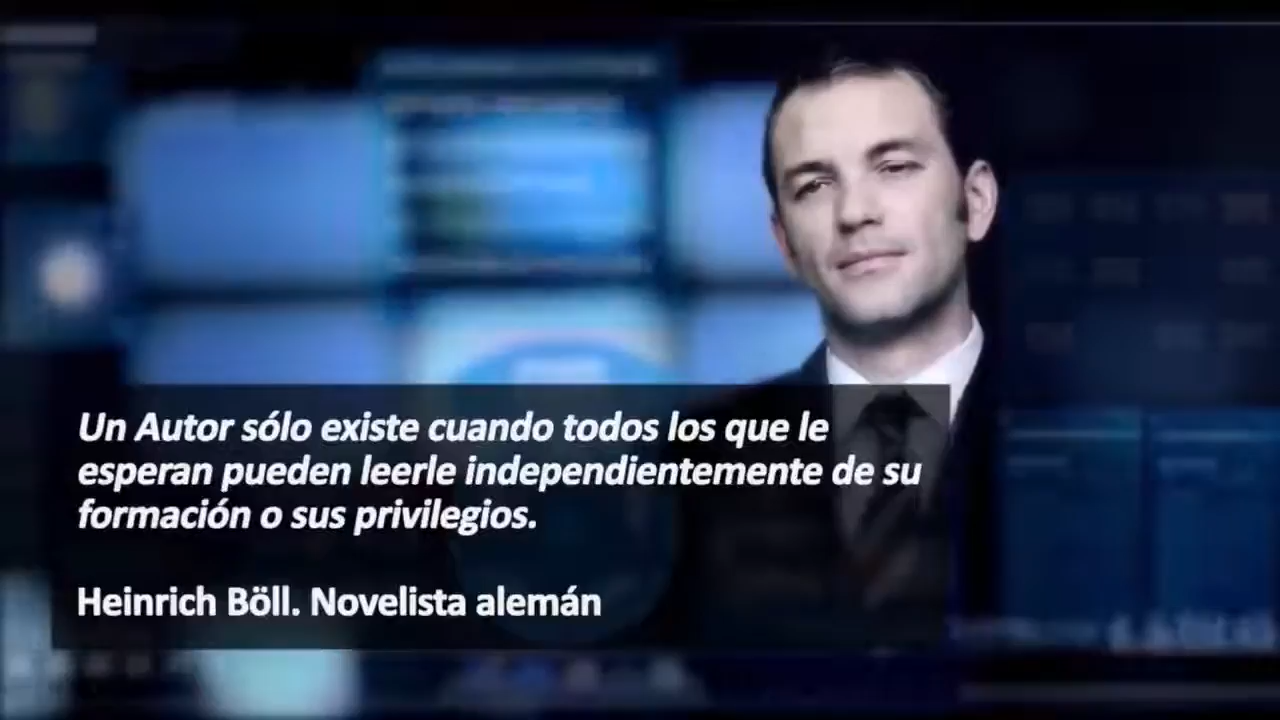 Un Autor sólo existe cuando todos los que le
esperan pueden leerle independientemente de su
formación o sus privilegios.
Heinrich Böll. Novelista alemán